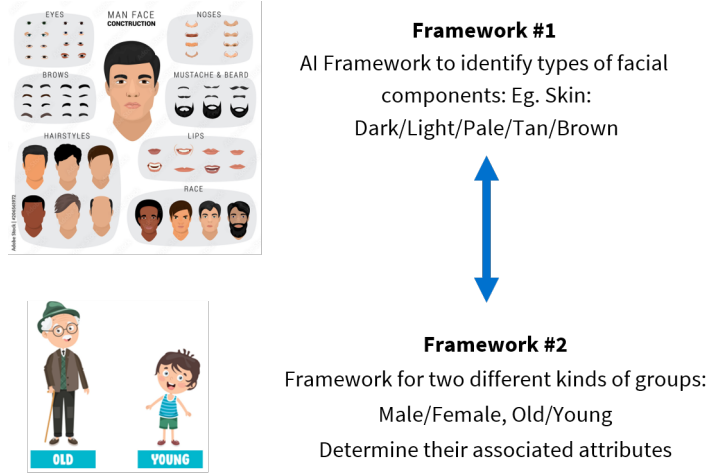 EYES
MAN FACE
CONCTRUCTION
NOSES
BROWS
MUSTACHE & BEARD
HAIRSTYLES
LIPS
RACE
Framework #1
AI Framework to identify types of facial
components: Eg. Skin:
Dark/Light/Pale/Tan/Brown
OLD
YOUNG
Framework #2
Framework for two different kinds of groups:
Male/Female, Old/Young
Determine their associated attributes